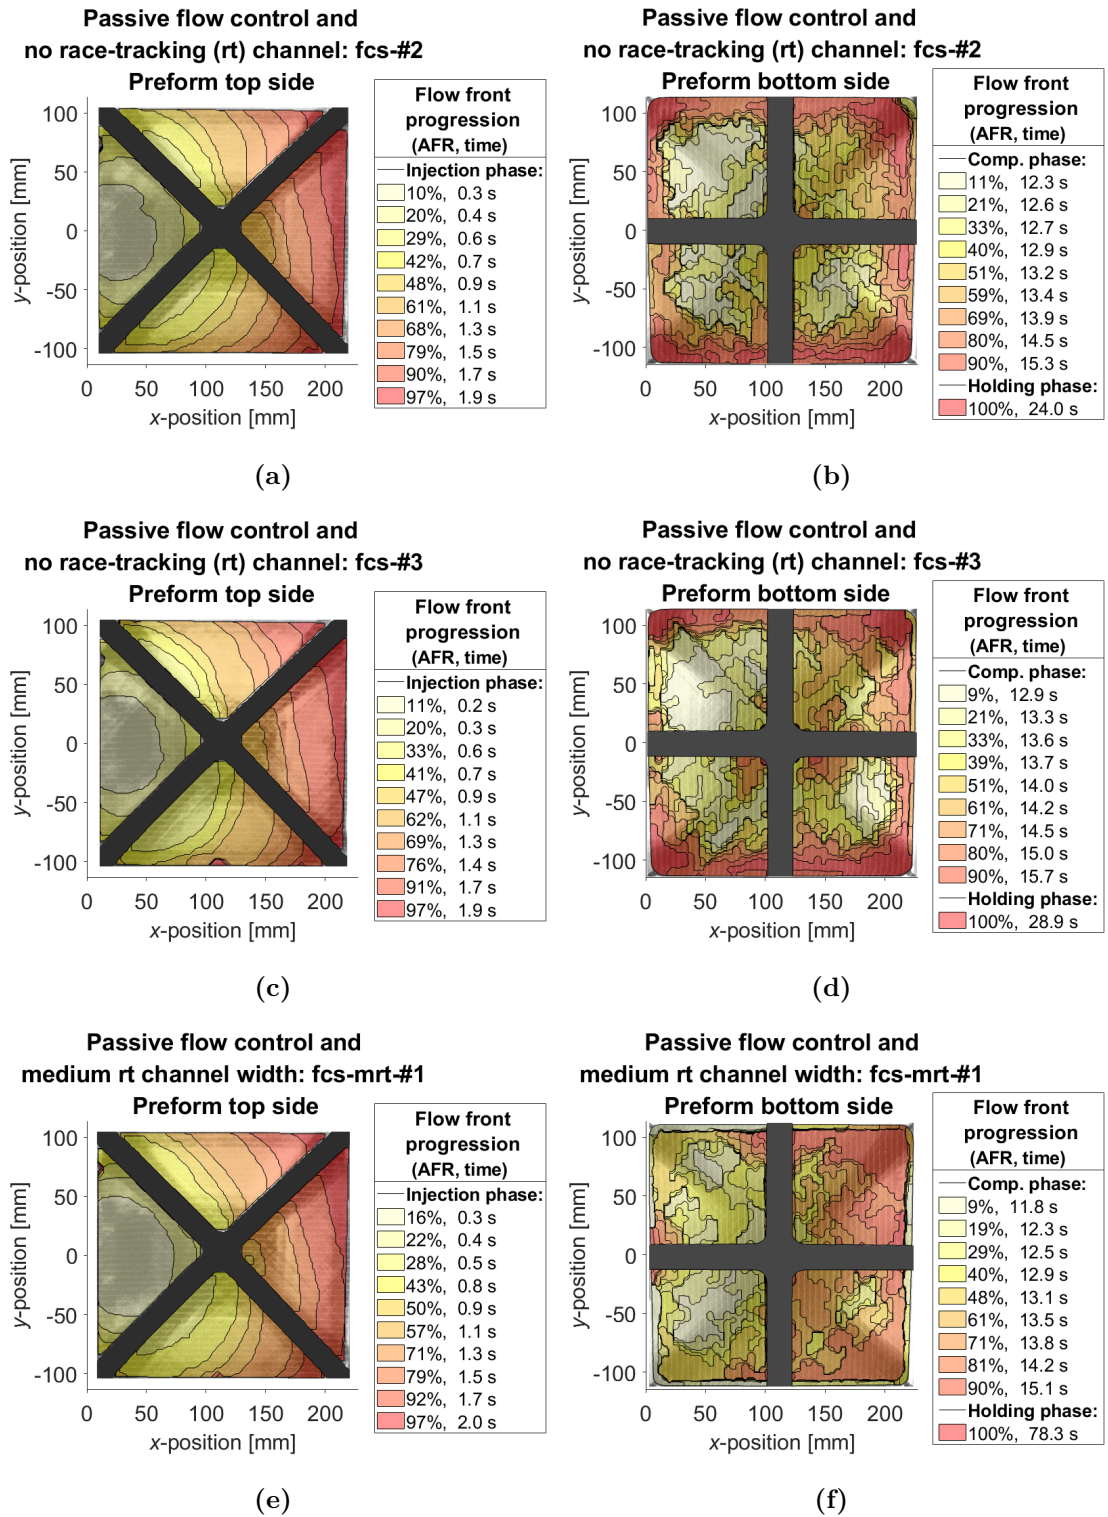 Passive flow control and
no race-tracking (rt) channel: fcs-#2
Preform top side
Flow front
progression
(AFR, time)
Injection phase:
10%, 0.3 s
20%, 0.4 s
29%, 0.6 s
42%, 0.7 s
48%, 0.9 s
61%, 1.1 s
68%, 1.3 s
79%, 1.5 s
90%, 1.7 s
97%, 1.9 s
100
50
0
-50
-100
y-position [mm]
0 50 100 150 200
x-position [mm]
(a)
Passive flow control and
no race-tracking (rt) channel: fcs-#2
Preform bottom side
Flow front
progression
(AFR, time)
Comp. phase:
11%, 12.3 s
21%, 12.6 s
33%, 12.7 s
40%, 12.9 s
51%, 13.2 s
59%, 13.4 s
69%, 13.9 s
80%, 14.5 s
90%, 15.3 s
Holding phase:
100%, 24.0 s
100
50
0
-50
-100
y-position [mm]
0 50 100 150 200
x-position [mm]
(b)
Passive flow control and
no race-tracking (rt) channel: fcs-#3
Preform top side
Flow front
progression
(AFR, time)
Injection phase:
11%, 0.2 s
20%, 0.3 s
33%, 0.6 s
41%, 0.7 s
47%, 0.9 s
62%, 1.1 s
69%, 1.3 s
76%, 1.4 s
91%, 1.7 s
97%, 1.9 s
100
50
0
-50
-100
y-position [mm]
0 50 100 150 200
x-position [mm]
(c)
Passive flow control and
no race-tracking (rt) channel: fcs-#3
Preform bottom side
Flow front
progression
(AFR, time)
Comp. phase:
9%, 12.9 s
21%, 13.3 s
33%, 13.6 s
39%, 13.7 s
51%, 14.0 s
61%, 14.2 s
71%, 14.5 s
80%, 15.0 s
90%, 15.7 s
Holding phase:
100%, 28.9 s
100
50
0
-50
-100
y-position [mm]
0 50 100 150 200
x-position [mm]
(d)
Passive flow control and
medium rt channel width: fcs-mrt-#1
Preform top side
Flow front
progression
(AFR, time)
Injection phase:
16%, 0.3 s
22%, 0.4 s
28%, 0.5 s
43%, 0.8 s
50%, 0.9 s
57%, 1.1 s
71%, 1.3 s
79%, 1.5 s
92%, 1.7 s
97%, 2.0 s
100
50
0
-50
-100
y-position [mm]
0 50 100 150 200
x-position [mm]
(e)
Passive flow control and
medium rt channel width: fcs-mrt-#1
Preform bottom side
Flow front
progression
(AFR, time)
Comp. phase:
9%, 11.8 s
19%, 12.3 s
29%, 12.5 s
40%, 12.9 s
48%, 13.1 s
61%, 13.5 s
71%, 13.8 s
81%, 14.2 s
90%, 15.1 s
Holding phase:
100%, 78.3 s
100
50
0
-50
-100
y-position [mm]
0 50 100 150 200
x-position [mm]
(f)